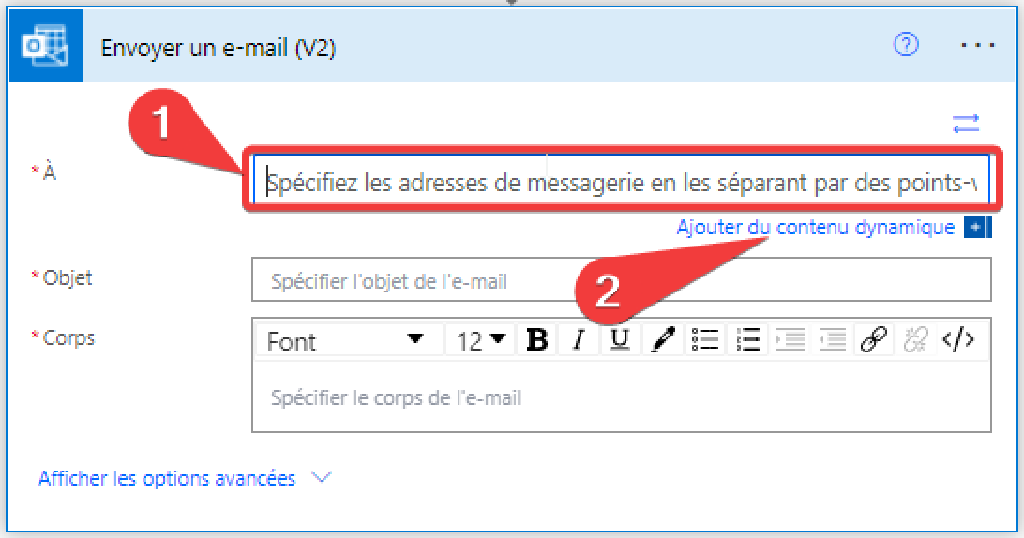 Envoyer un e-mail (V2)
1
* À
Spécifiez les adresses de messagerie en les séparant par des points-v
Ajouter du contenu dynamique +
* Objet
Spécifier l'objet de l'e-mail
2
* Corps
Font 12 B I U </>
Spécifier le corps de l'e-mail
Afficher les options avancées